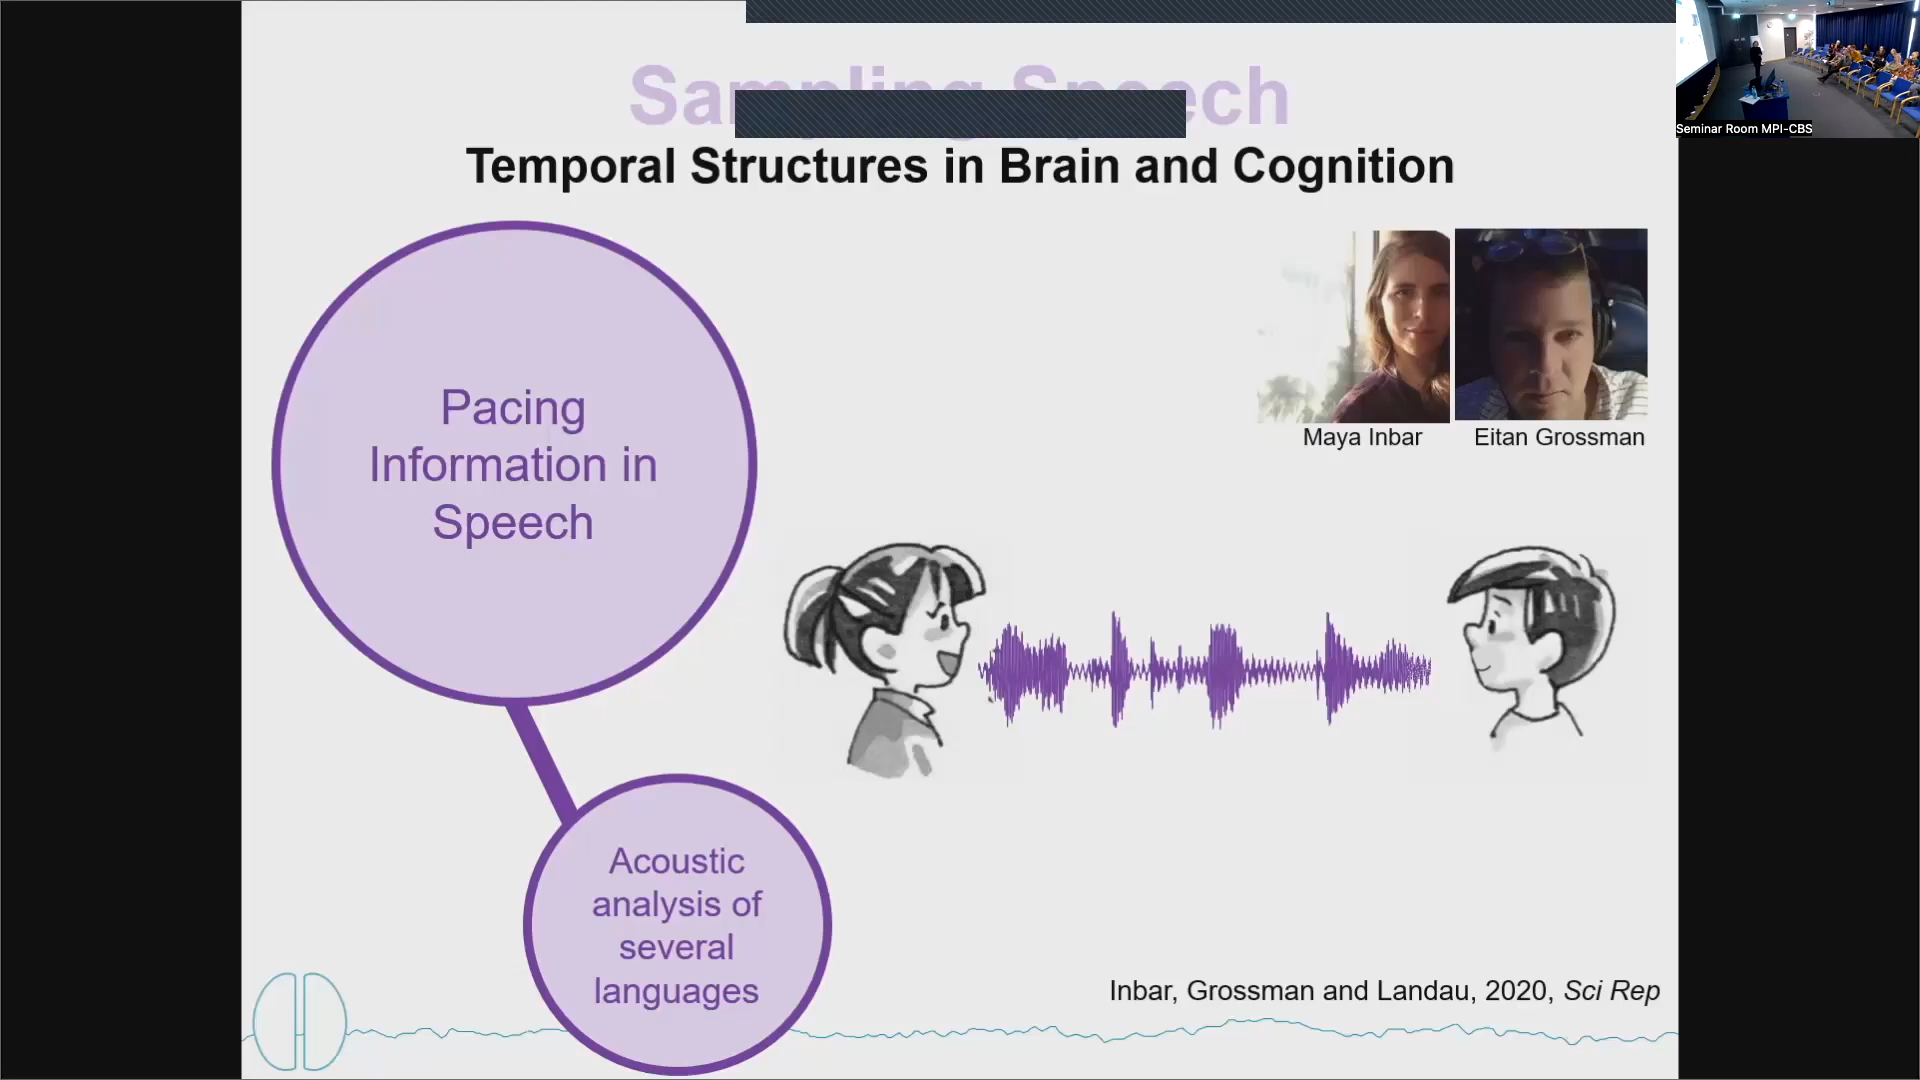 Temporal Structures in Brain and Cognition
Pacing
Information in
Speech
Maya Inbar
Eitan Grossman
Acoustic
analysis of
several
languages
Inbar, Grossman and Landau, 2020, Sci Rep
Seminar Room MPI-CBS